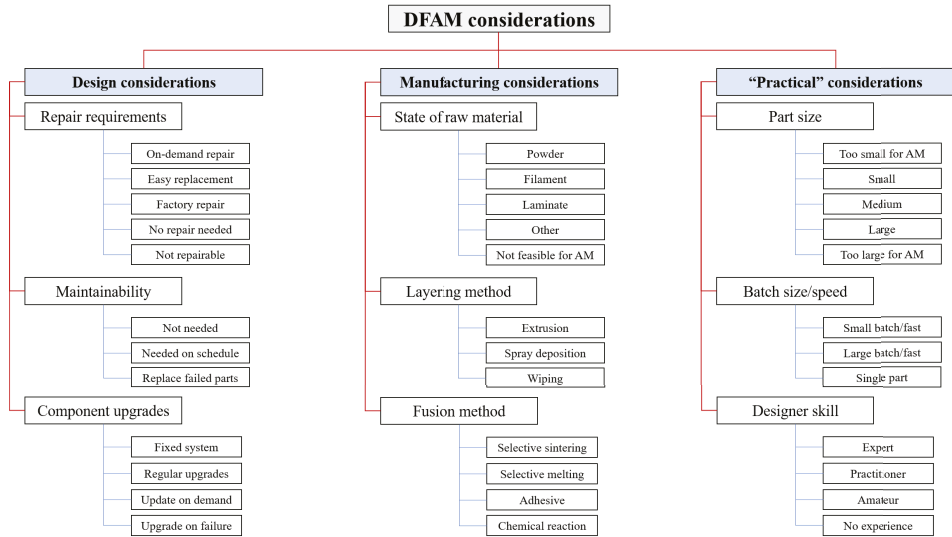 DFAM considerations
Design considerations
Repair requirements
On-demand repair
Easy replacement
Factory repair
No repair needed
Not repairable
Maintainability
Not needed
Needed on schedule
Replace failed parts
Component upgrades
Fixed system
Regular upgrades
Update on demand
Upgrade on failure
Manufacturing considerations
State of raw material
Powder
Filament
Laminate
Other
Not feasible for AM
Layering method
Extrusion
Spray deposition
Wiping
Fusion method
Selective sintering
Selective melting
Adhesive
Chemical reaction
“Practical” considerations
Part size
Too small for AM
Small
Medium
Large
Too large for AM
Batch size/speed
Small batch/fast
Large batch/fast
Single part
Designer skill
Expert
Practitioner
Amateur
No experience